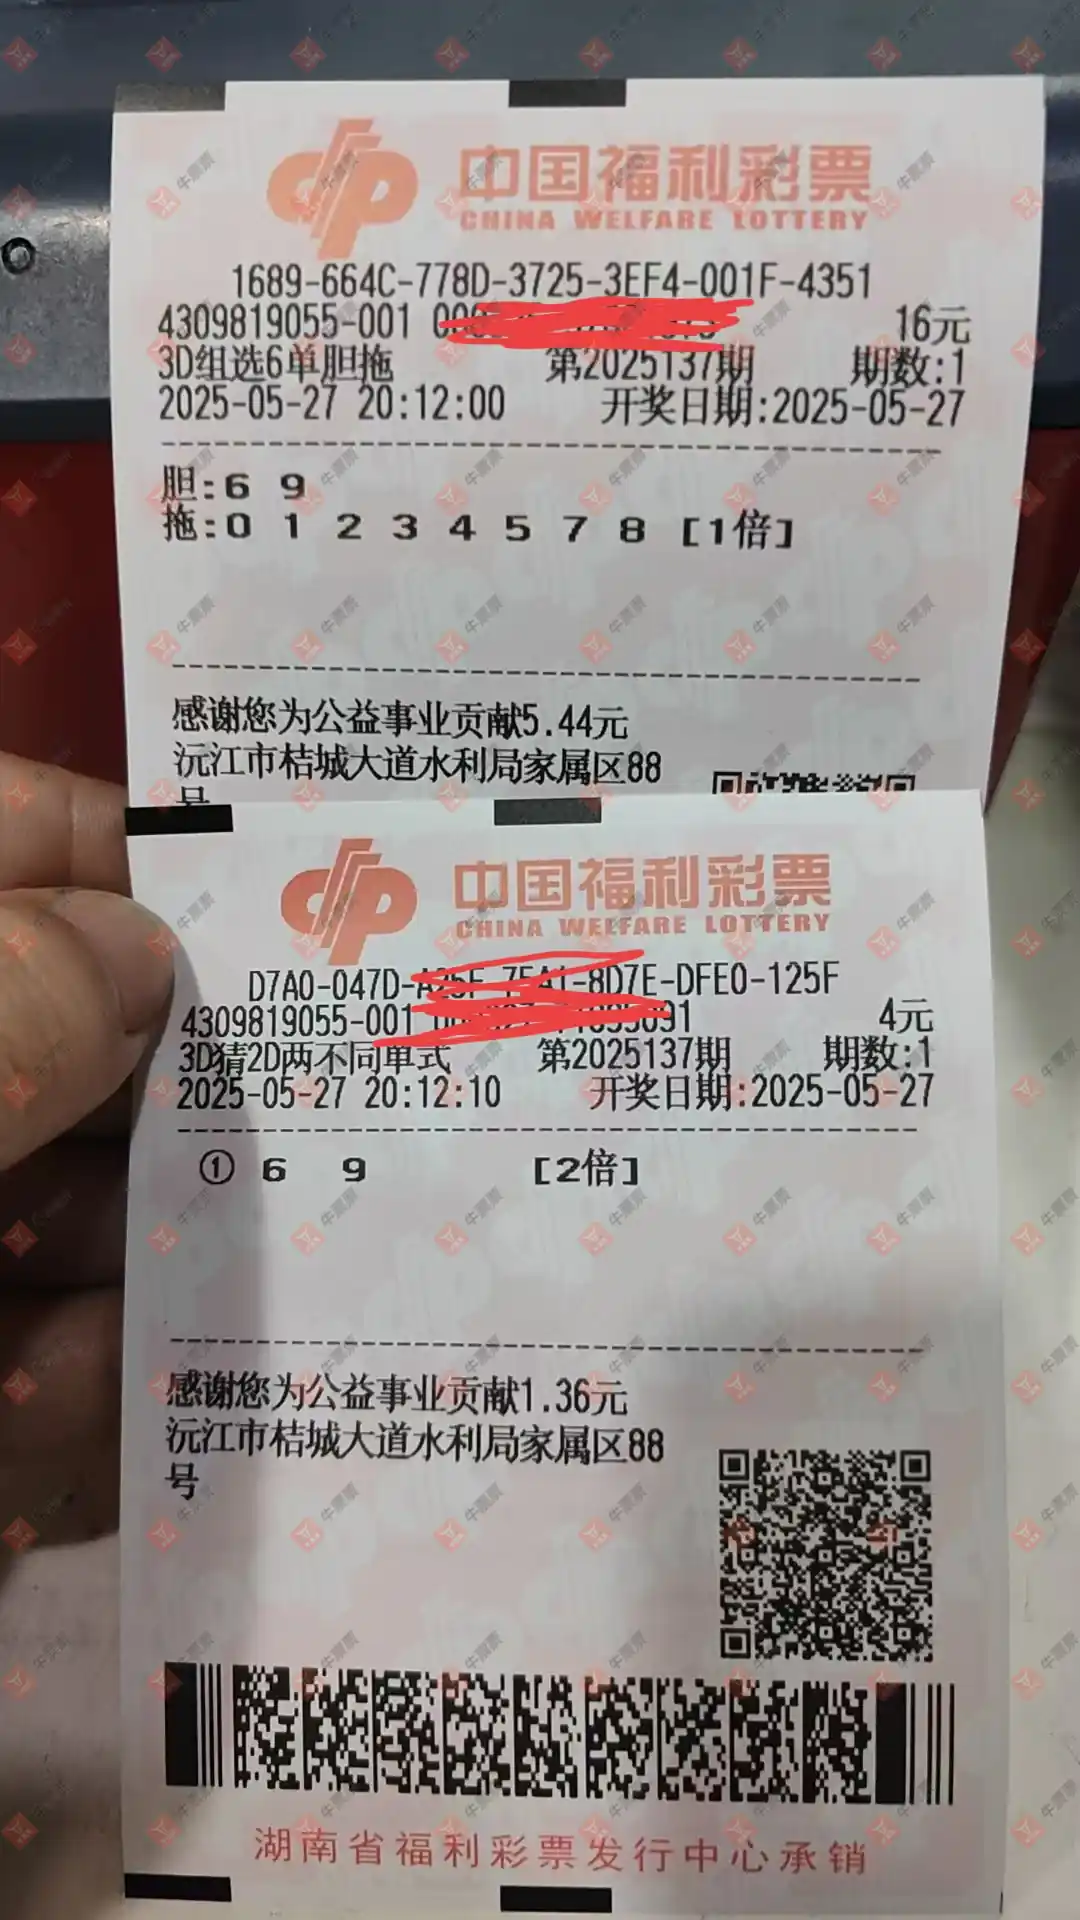 中国福利彩票
CHINA WELFARE LOTTERY
1689-664C-778D-3725-3EF4-001F-4351
4309819055-001 16元
3D组选6单胆拖 第2025137期 期数:1
2025-05-27 20:12:00 开奖日期:2025-05-27
胆:6 9
拖:0 1 2 3 4 5 7 8 [1倍]
感谢您为公益事业贡献5.44元
沅江市桔城大道水利局家属区88
号
中国福利彩票
CHINA WELFARE LOTTERY
D7A0-047D- -8D7E-DFE0-125F
4309819055-001 4元
3D猜2D两不同单式 第2025137期 期数:1
2025-05-27 20:12:10 开奖日期:2025-05-27
① 6 9 [2倍]
感谢您为公益事业贡献1.36元
沅江市桔城大道水利局家属区88
号
湖南省福利彩票发行中心承销
牛票票